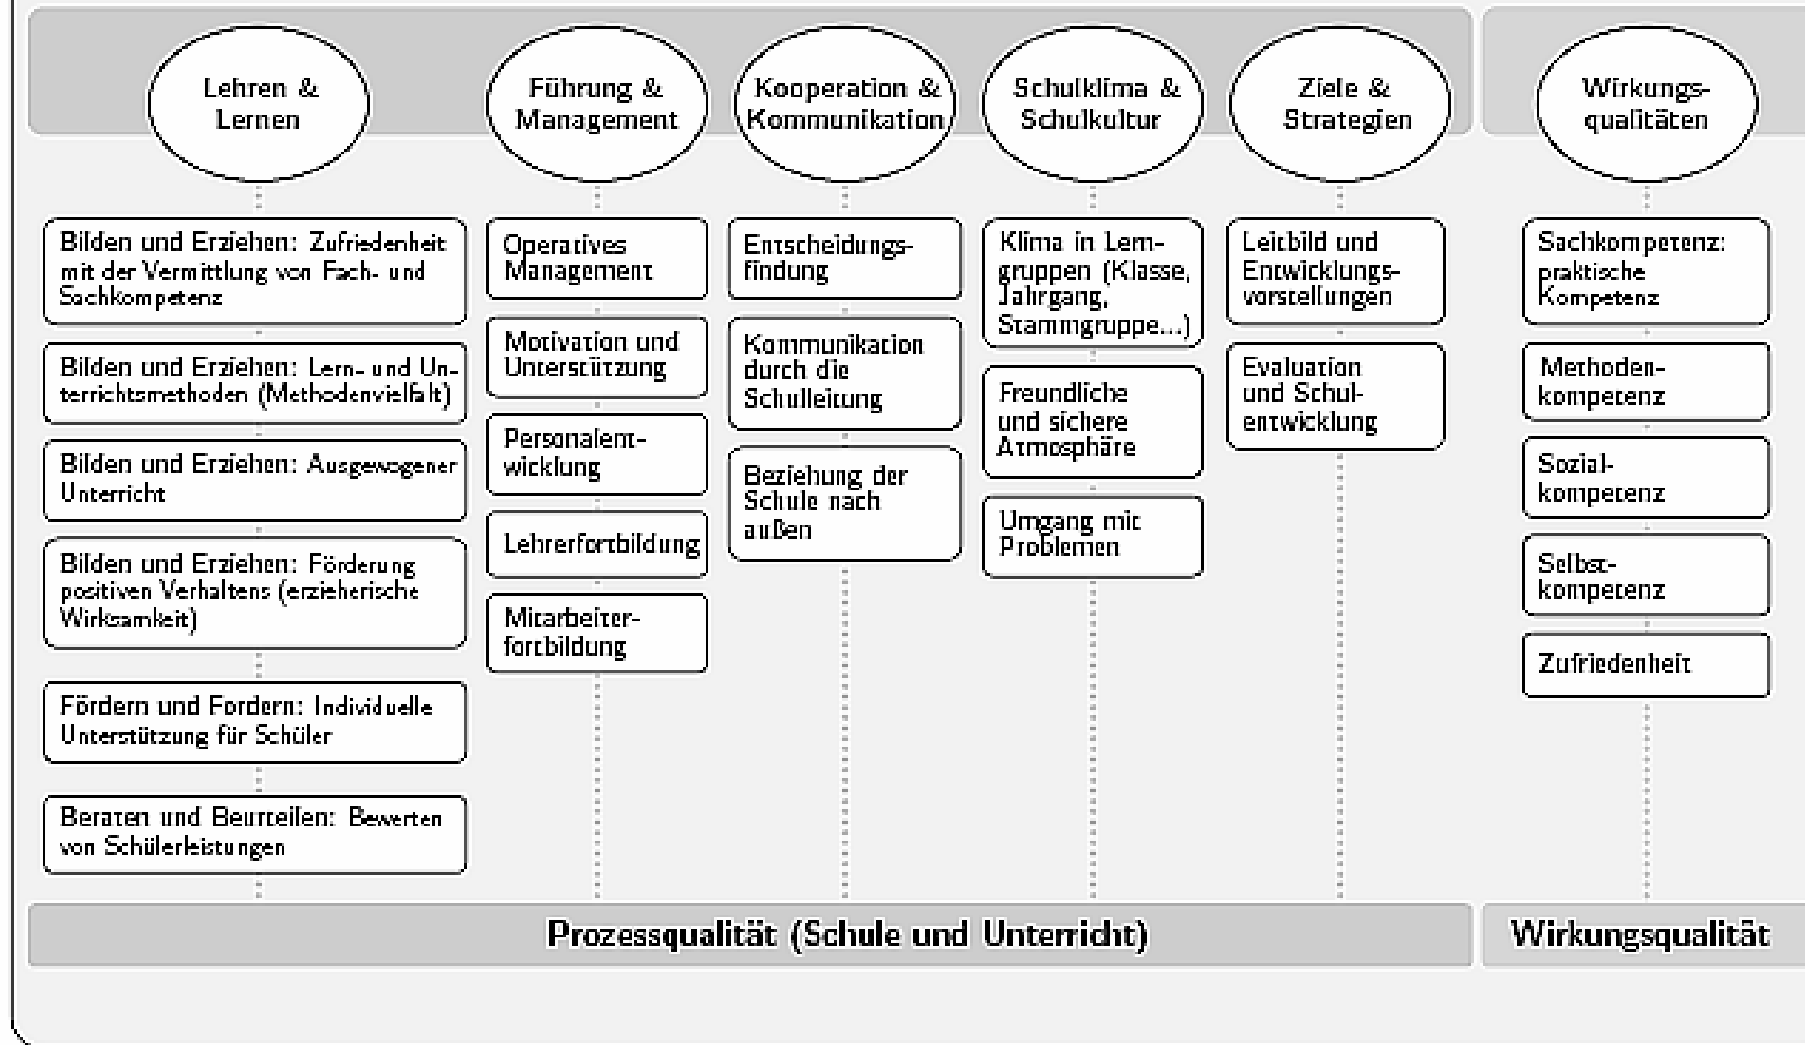 Lehren &
Lernen
Bilden und Erziehen: Zufriedenheit
mit der Vermittlung von Fach- und
Sachkompetenz
Bilden und Erziehen: Lern- und Un-
terrichtsmethoden (Methodenvielfalt)
Bilden und Erziehen: Ausgewogener
Unterricht
Bilden und Erziehen: Förderung
positiven Verhaltens (erzieherische
Wirksamkeit)
Fördern und Fordern: Individuelle
Unterstützung für Schüler
Beraten und Beurteilen: Bewerten
von Schülerleistungen
Führung &
Management
Operatives
Management
Motivation und
Unterstützung
Personalent-
wicklung
Lehrerfortbildung
Mitarbeiter-
fortbildung
Kooperation &
Kommunikation
Entscheidungs-
findung
Kommunikation
durch die
Schulleitung
Beziehung der
Schule nach
außen
Schulklima &
Schulkultur
Klima in Lern-
gruppen (Klasse,
Jahrgang,
Stammgruppe...)
Freundliche
und sichere
Atmosphäre
Umgang mit
Problemen
Ziele &
Strategien
Leitbild und
Entwicklungs-
vorstellungen
Evaluation
und Schul-
entwicklung
Wirkungs-
qualitäten
Sachkompetenz:
praktische
Kompetenz
Methoden-
kompetenz
Sozial-
kompetenz
Selbst-
kompetenz
Zufriedenheit
Prozessqualität (Schule und Unterricht)
Wirkungsqualität